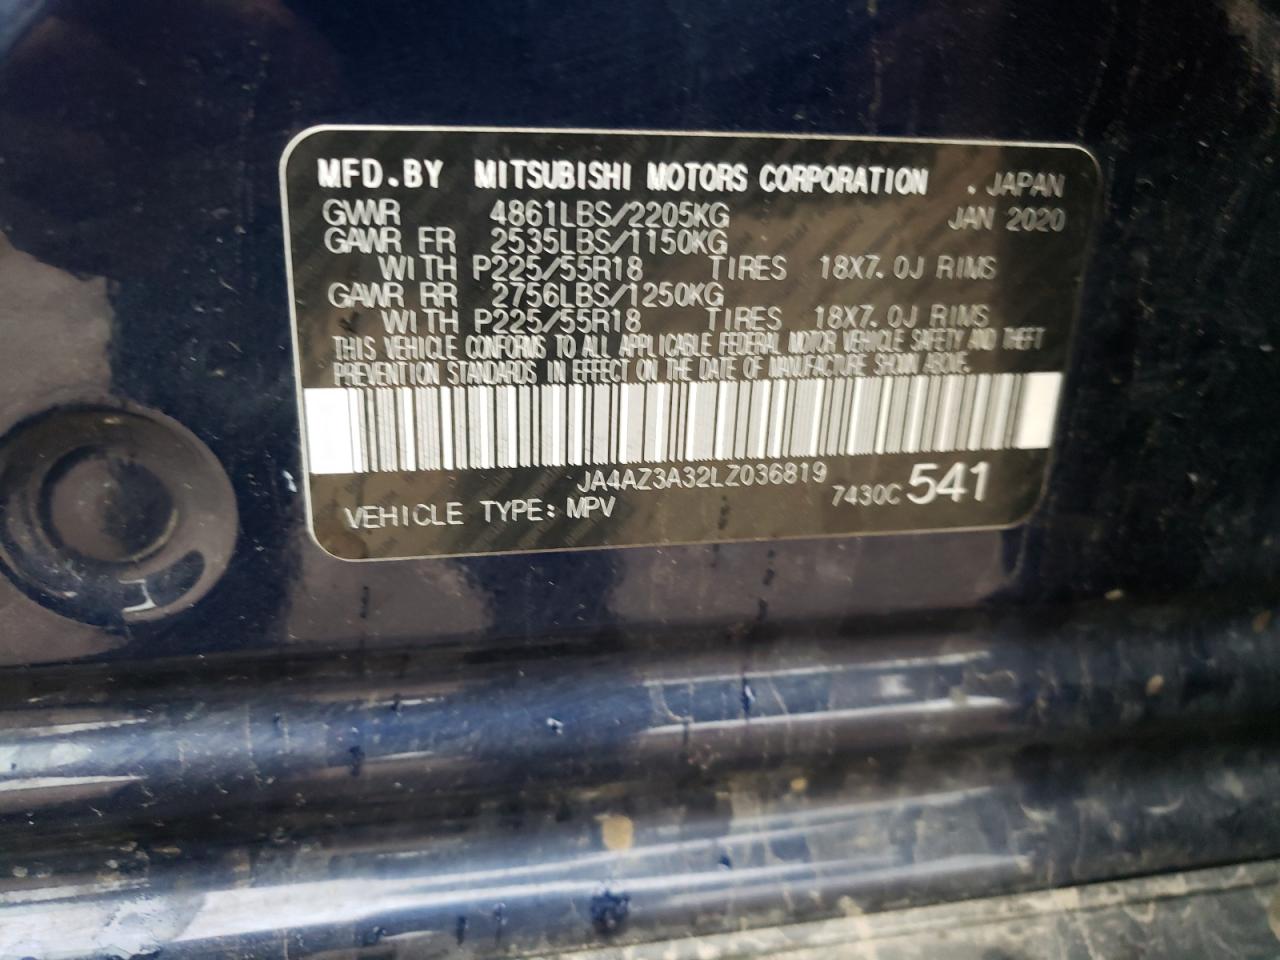 MFD.BY MITSUBISHI MOTORS CORPORATION . JAPAN
GVWR 4861LBS/2205KG JAN 2020
GAWR FR 2535LBS/1150KG
WITH P225/55R18 TIRES 18X7.0J RIMS
GAWR RR 2756LBS/1250KG
WITH P225/55R18 TIRES 18X7.0J RIMS
THIS VEHICLE CONFORMS TO ALL APPLICABLE FEDERAL MOTOR VEHICLE SAFETY AND THEFT
PREVENTION STANDARDS IN EFFECT ON THE DATE OF MANUFACTURE SHOWN ABOVE.
JA4AZ3A32LZ036819
VEHICLE TYPE: MPV 7430C 541